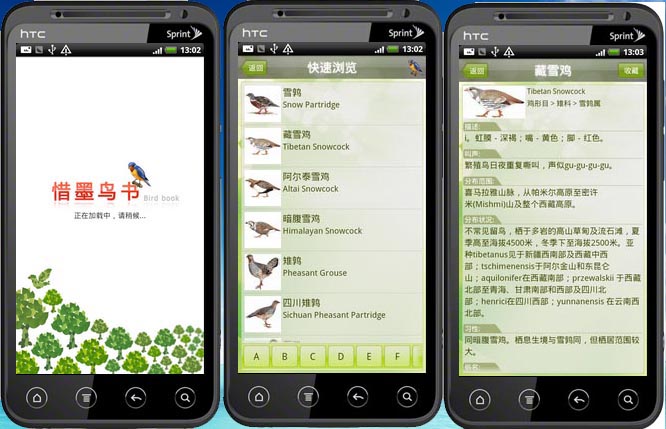 hTC
Sprint
13:02
惜墨鸟书
Bird book
正在加载中，请稍候...
hTC
Sprint
13:02
返回
快速浏览
雪鹑
Snow Partridge
藏雪鸡
Tibetan Snowcock
阿尔泰雪鸡
Altai Snowcock
暗腹雪鸡
Himalayan Snowcock
雉鹑
Pheasant Grouse
四川雉鹑
Sichuan Pheasant Partridge
A B C D E F
hTC
Sprint
13:03
返回
藏雪鸡
收藏
Tibetan Snowcock
鸡形目 > 雉科 > 雪鹑属
描述:
i。虹膜 - 深褐；嘴 - 黄色；脚 - 红色。
叫声:
繁殖鸟日夜重复嘶叫，声似gu-gu-gu-gu。
分布范围:
喜马拉雅山脉，从帕米尔高原至密许
米(Mishmi)山及整个西藏高原。
分布状况:
不常见留鸟，栖于多岩的高山草甸及流石滩，夏
季高至海拔4500米，冬季下至海拔2500米。亚
种tibetanus见于新疆西南部及西藏中西
部；tschimenensis于阿尔金山和东昆仑
山；aquilonifer在西藏南部；przewalskii 于西藏
北部至青海、甘肃南部和西部及四川北
部；henrici在四川西部；yunnanensis 在云南西
北部。
习性:
同暗腹雪鸡。栖息生境与雪鹑同，但栖居范围较
大。